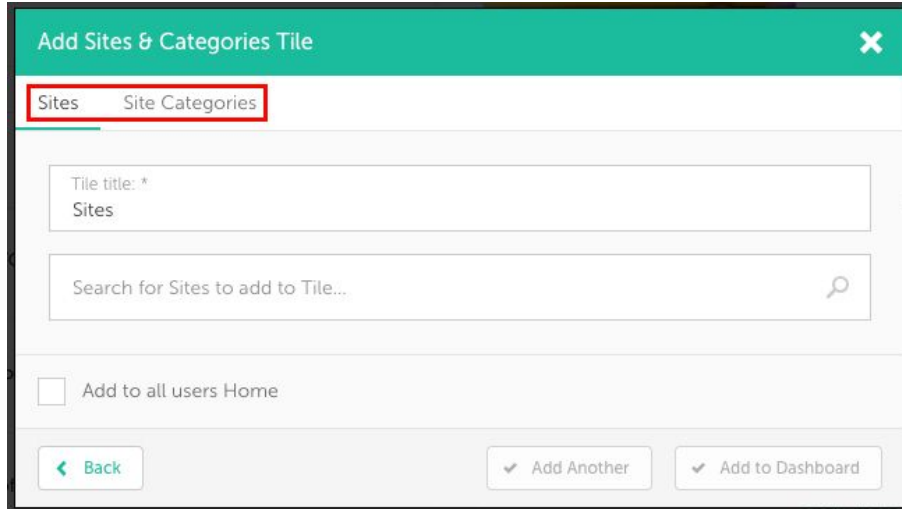 Add Sites & Categories Tile
Sites Site Categories
Tile title: *
Sites
Search for Sites to add to Tile...
Add to all users Home
Back Add Another Add to Dashboard